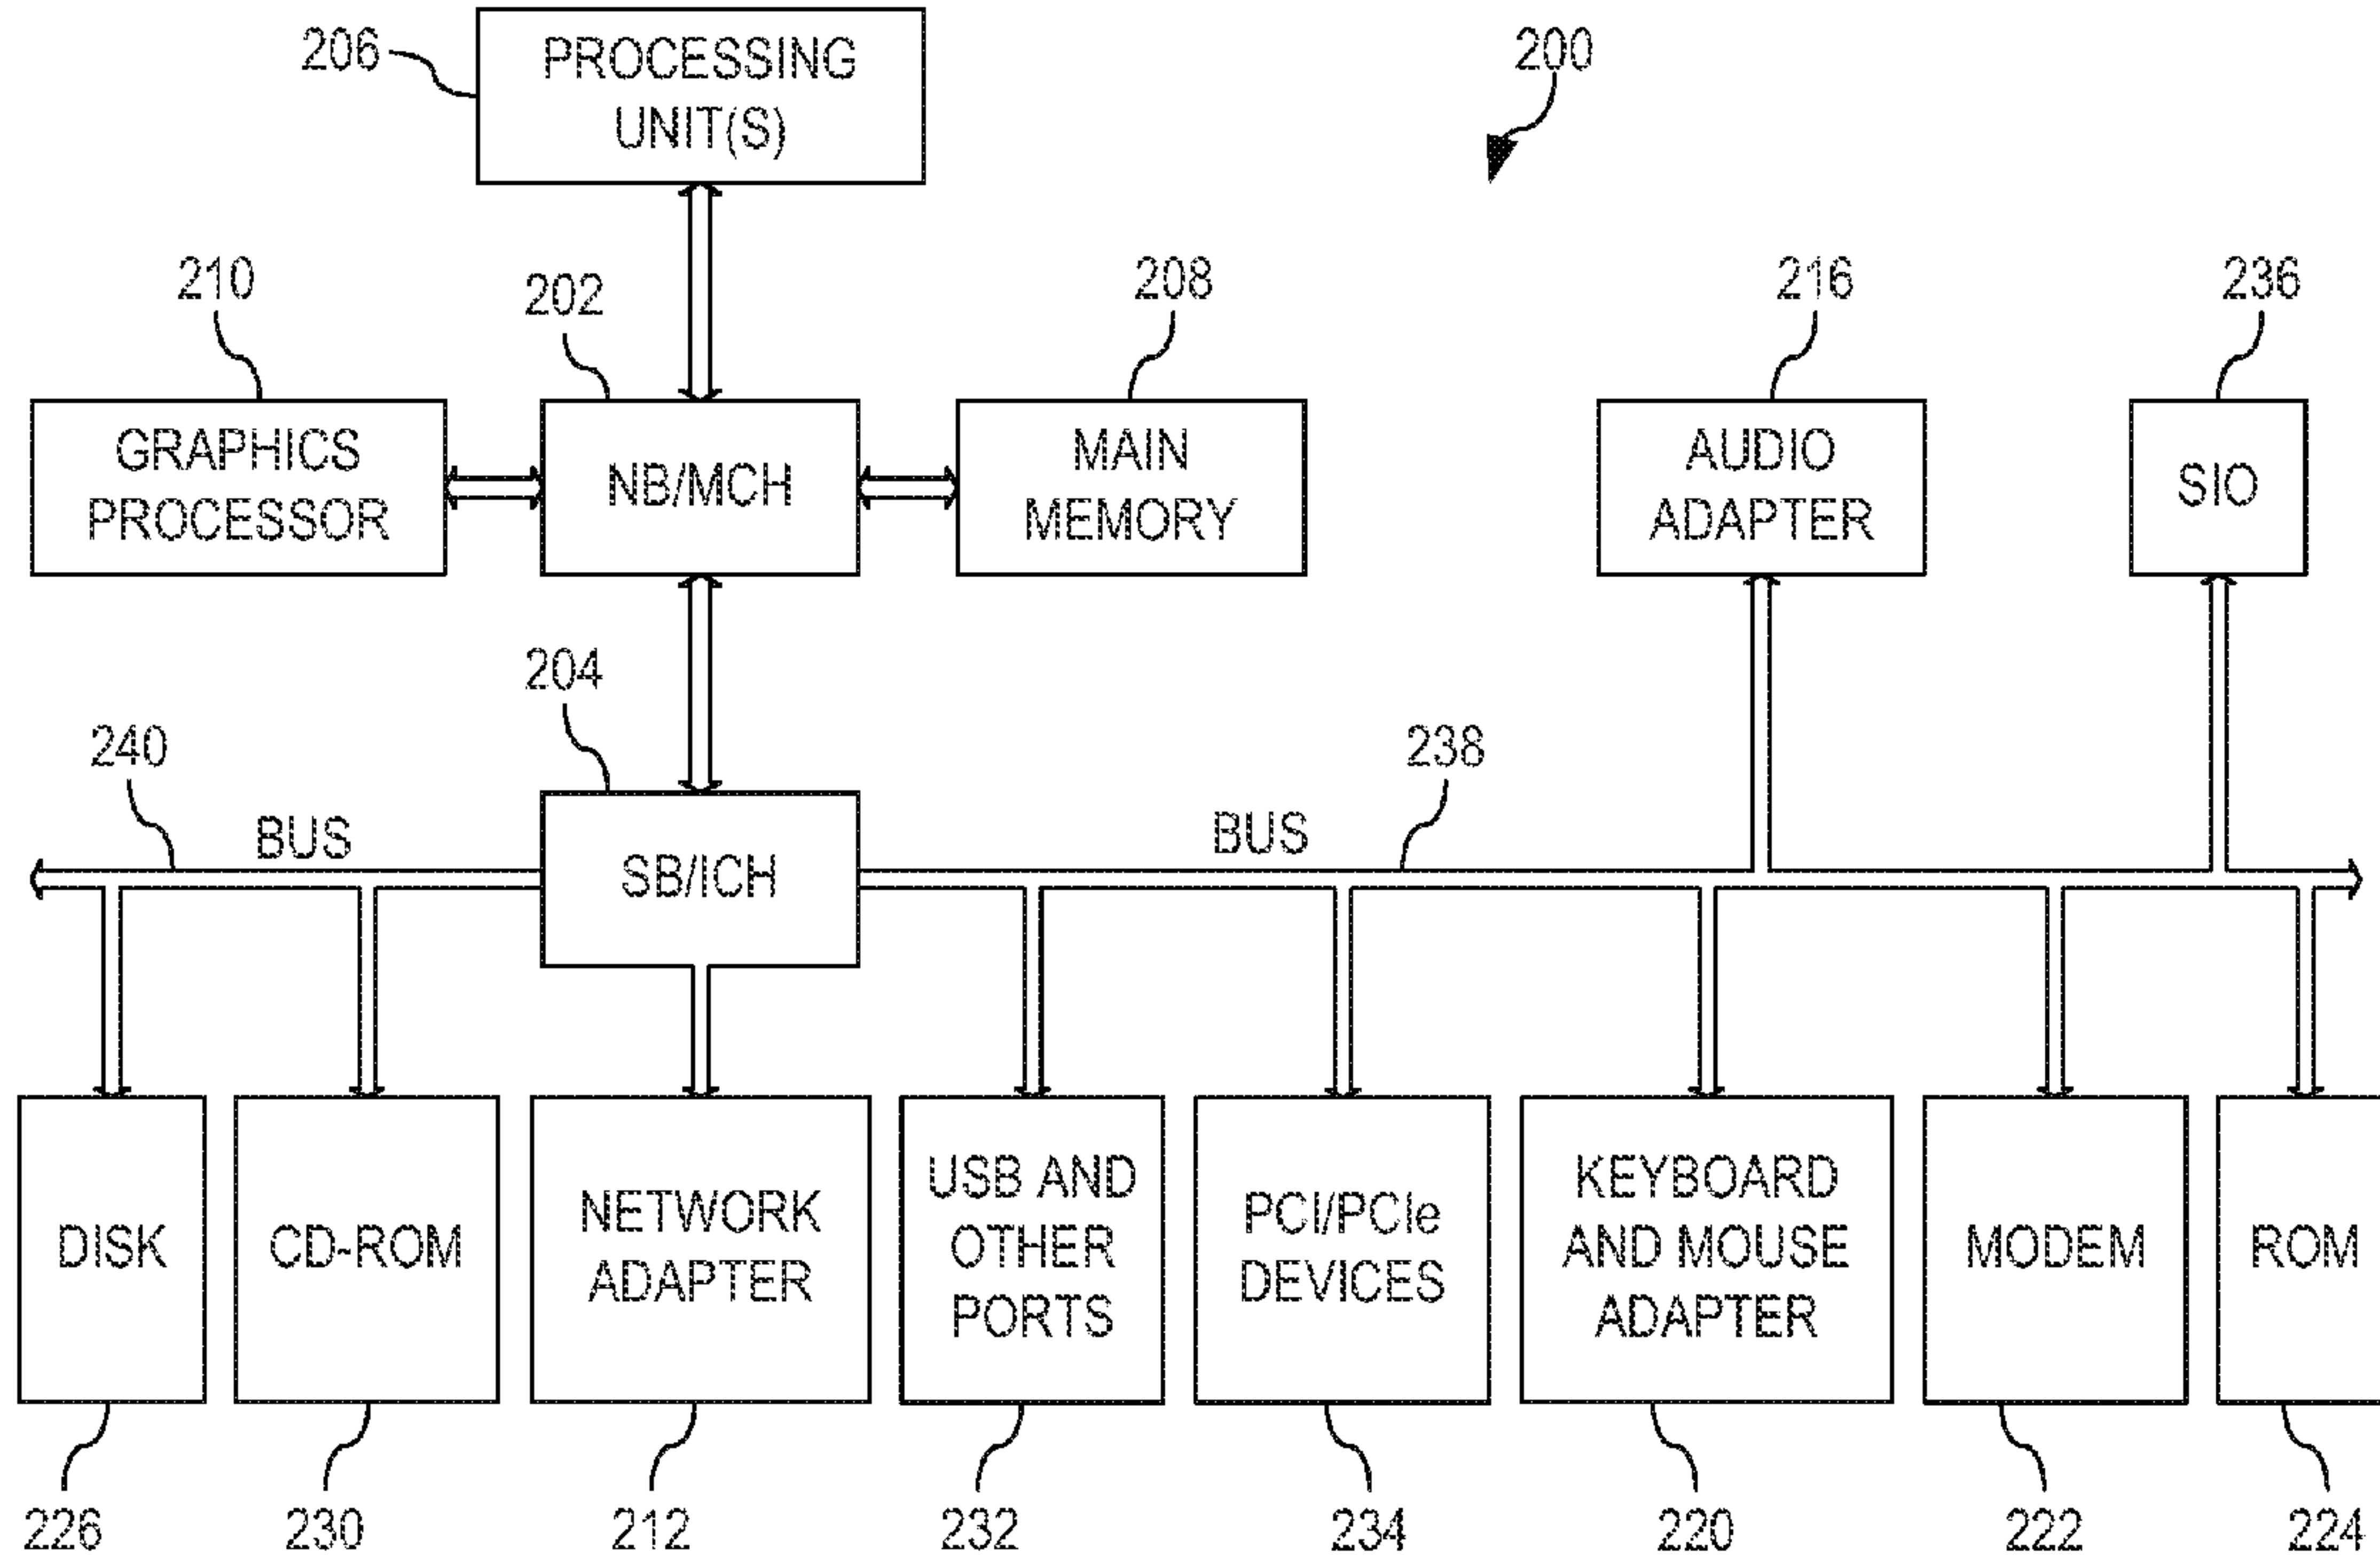 206
PROCESSING
UNIT(S)
200
210
202
208
216
236
GRAPHICS
PROCESSOR
NB/MCH
MAIN
MEMORY
AUDIO
ADAPTER
SIO
204
240
238
BUS
BUS
SB/ICH
DISK
CD-ROM
NETWORK
ADAPTER
USB AND
OTHER
PORTS
PCI/PCIe
DEVICES
KEYBOARD
AND MOUSE
ADAPTER
MODEM
ROM
226
230
212
232
234
220
222
224